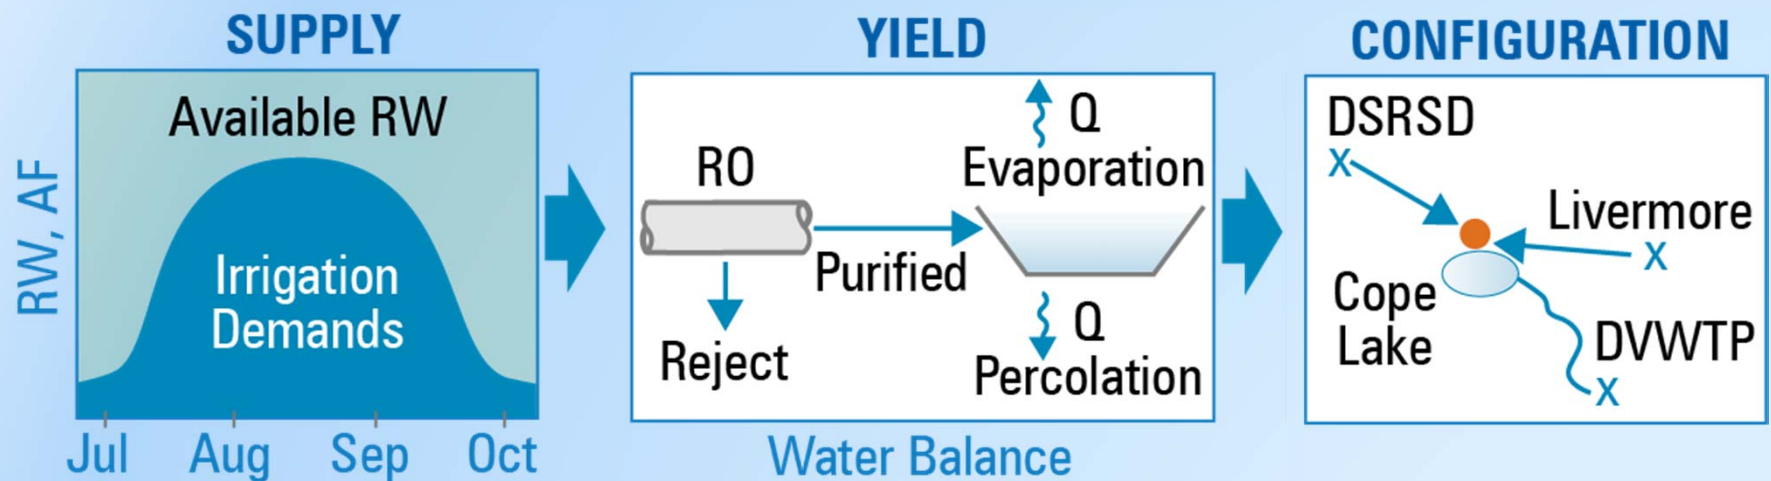 SUPPLY
RW, AF
Available RW
Irrigation
Demands
Jul Aug Sep Oct
YIELD
RO
Purified
Reject
Q
Evaporation
Q
Percolation
Water Balance
CONFIGURATION
DSRSD
X
Livermore
X
Cope
Lake
DVWTP
X